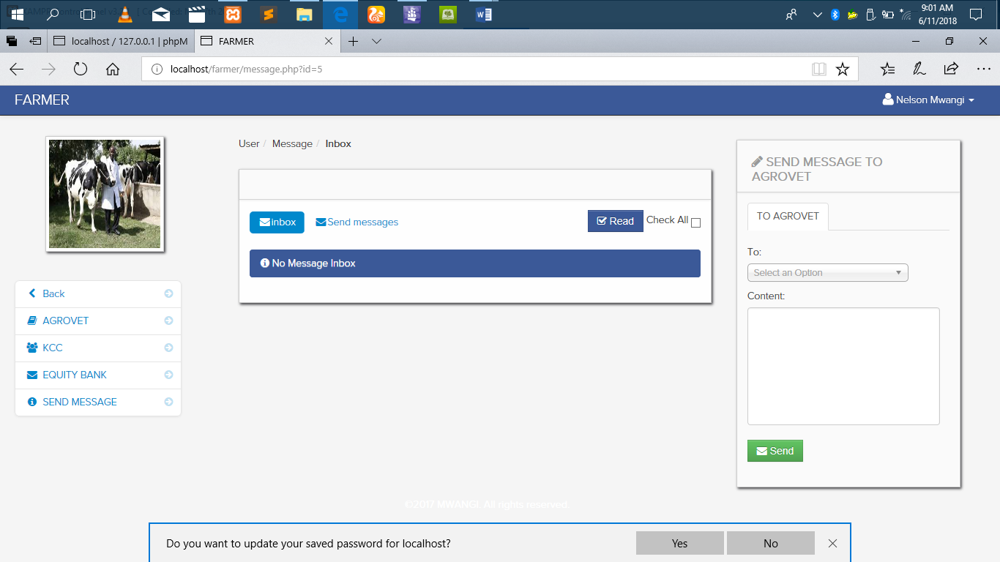 9:01 AM
6/11/2018
localhost / 127.0.0.1 | phpM
FARMER
localhost/farmer/message.php?id=5
FARMER
Nelson Mwangi
User / Message / Inbox
inbox
Send messages
Read
Check All
No Message Inbox
Back
AGROVET
KCC
EQUITY BANK
SEND MESSAGE
SEND MESSAGE TO
AGROVET
TO AGROVET
To:
Select an Option
Content:
Send
©2017 MWANGI. All rights reserved.
Do you want to update your saved password for localhost?
Yes
No